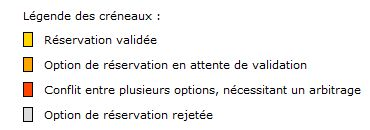 Légende des créneaux :
Réservation validée
Option de réservation en attente de validation
Conflit entre plusieurs options, nécessitant un arbitrage
Option de réservation rejetée